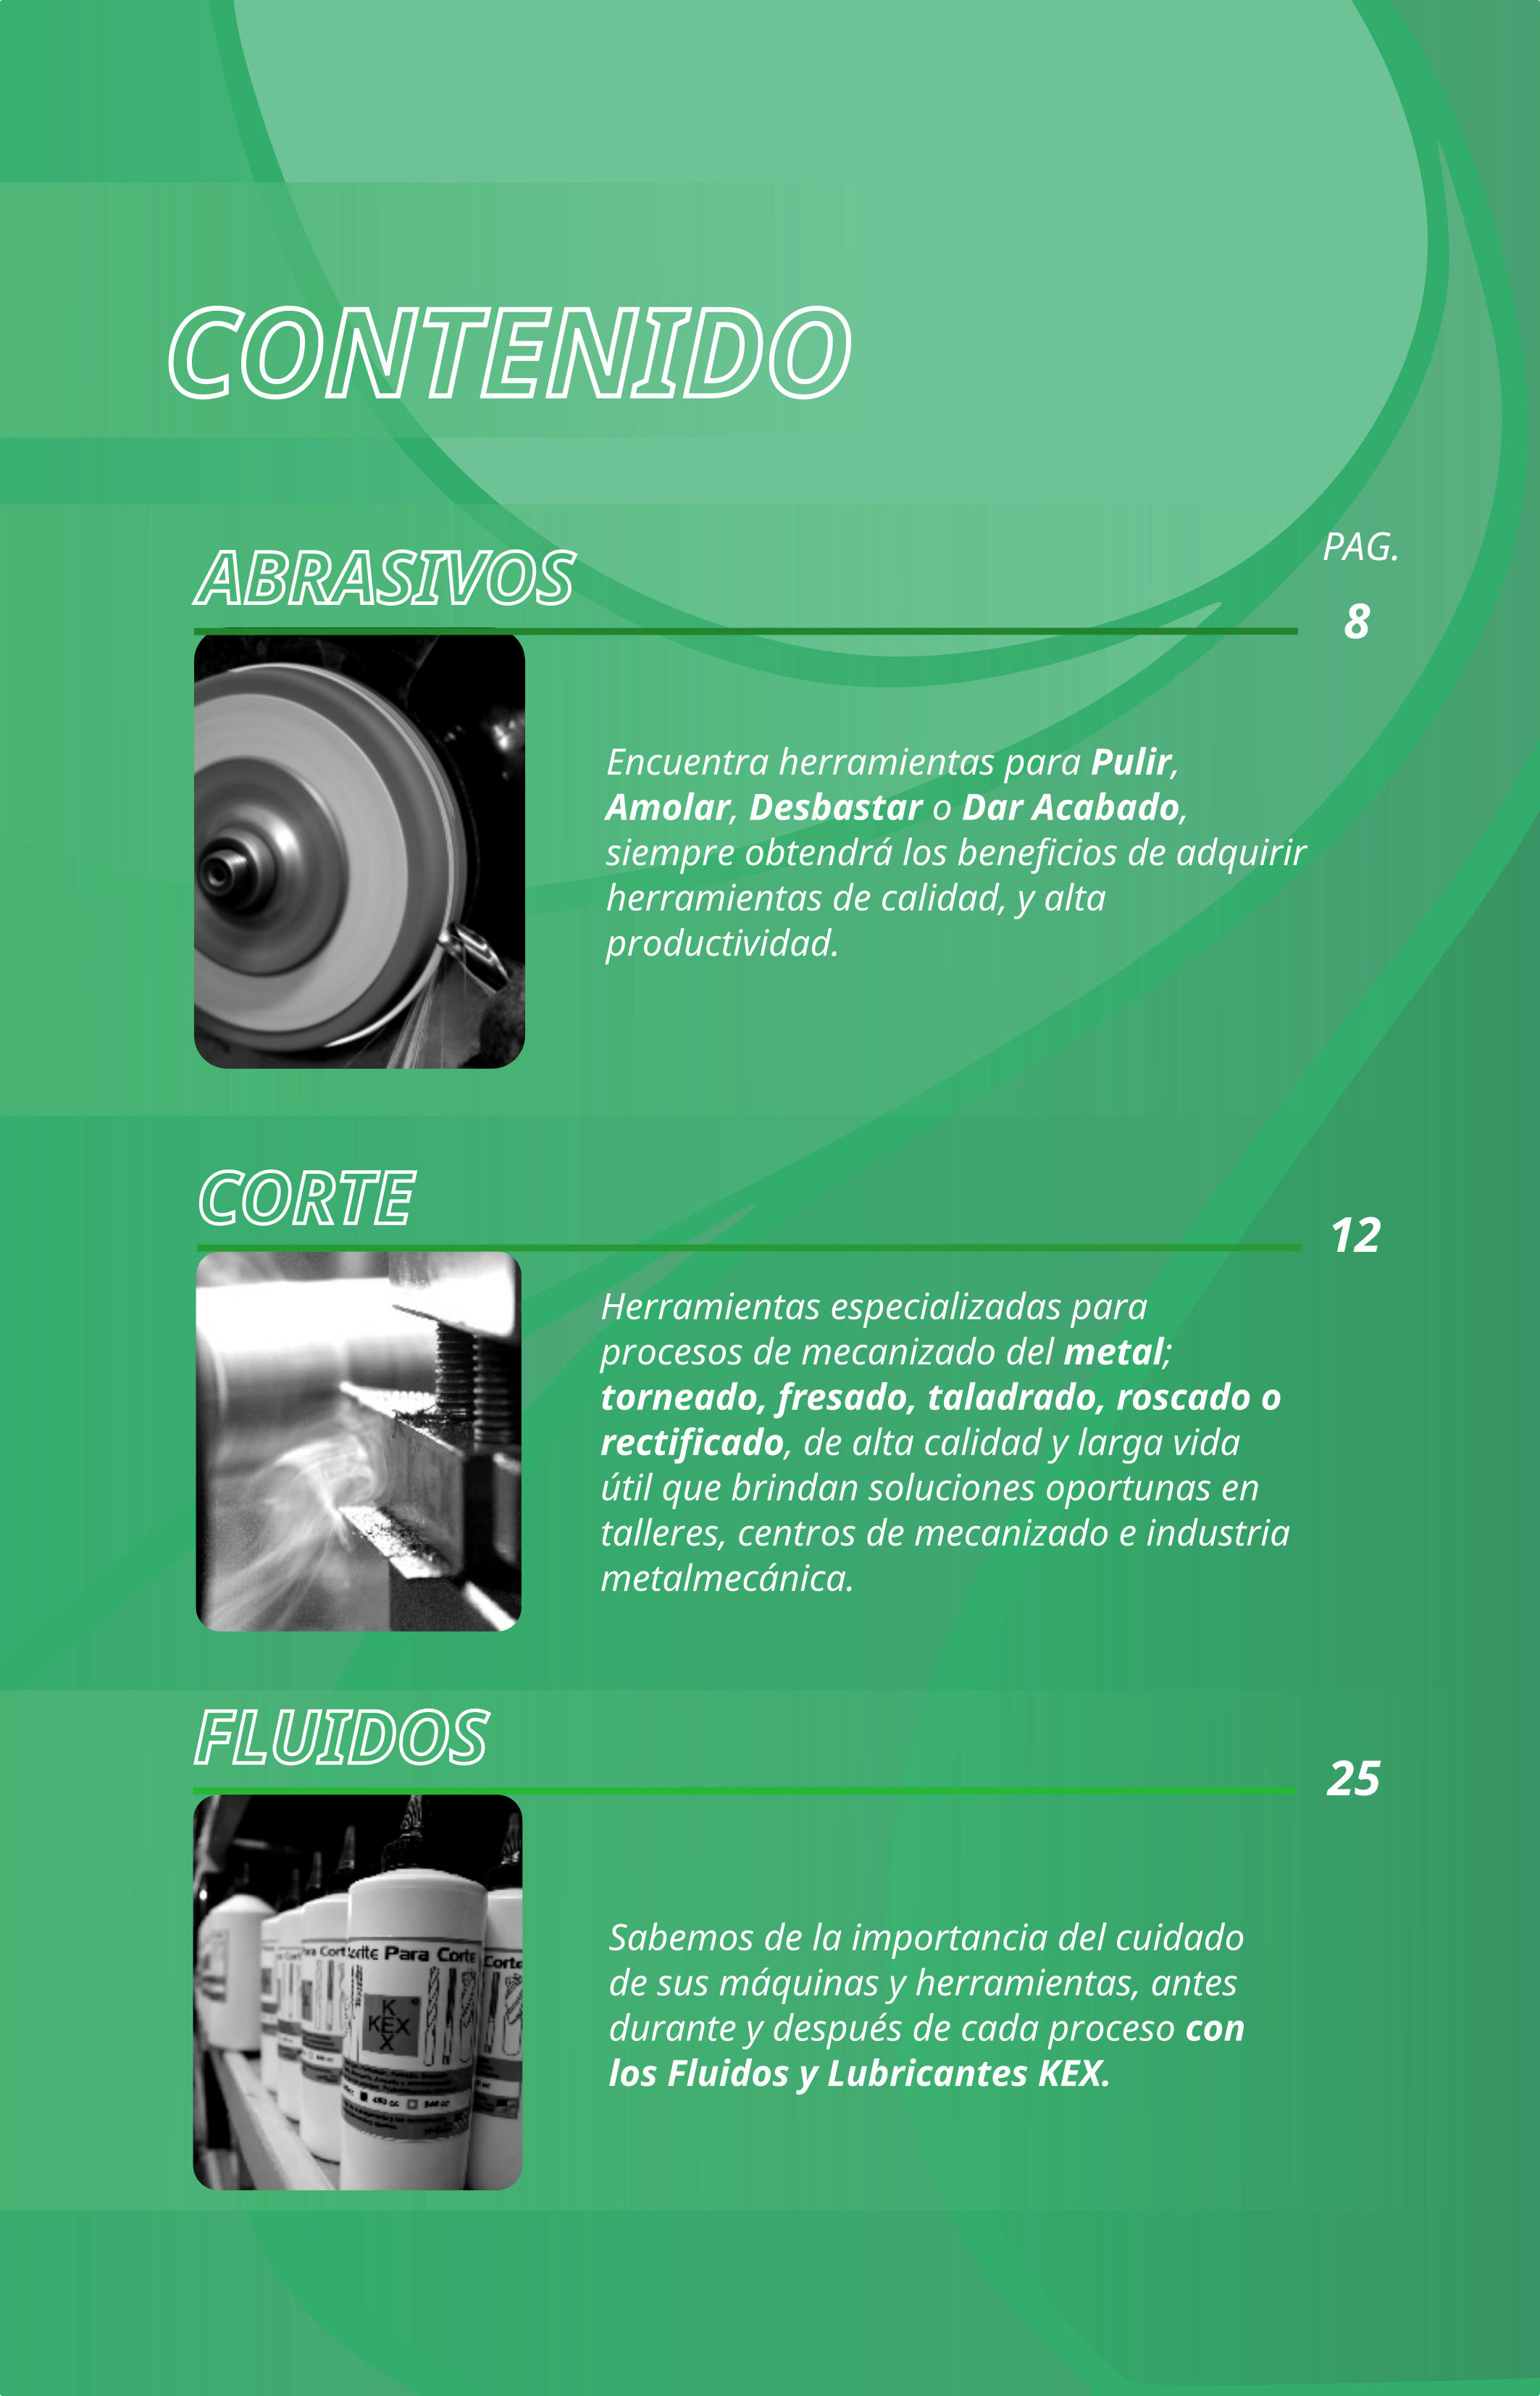 CONTENIDO
PAG.
ABRASIVOS
8
Encuentra herramientas para Pulir,
Amolar, Desbastar o Dar Acabado,
siempre obtendrá los beneficios de adquirir
herramientas de calidad, y alta
productividad.
CORTE
12
Herramientas especializadas para
procesos de mecanizado del metal;
torneado, fresado, taladrado, roscado o
rectificado, de alta calidad y larga vida
útil que brindan soluciones oportunas en
talleres, centros de mecanizado e industria
metalmecánica.
FLUIDOS
25
Para Corte
Corte
K
KEX
X
Sabemos de la importancia del cuidado
de sus máquinas y herramientas, antes
durante y después de cada proceso con
los Fluidos y Lubricantes KEX.